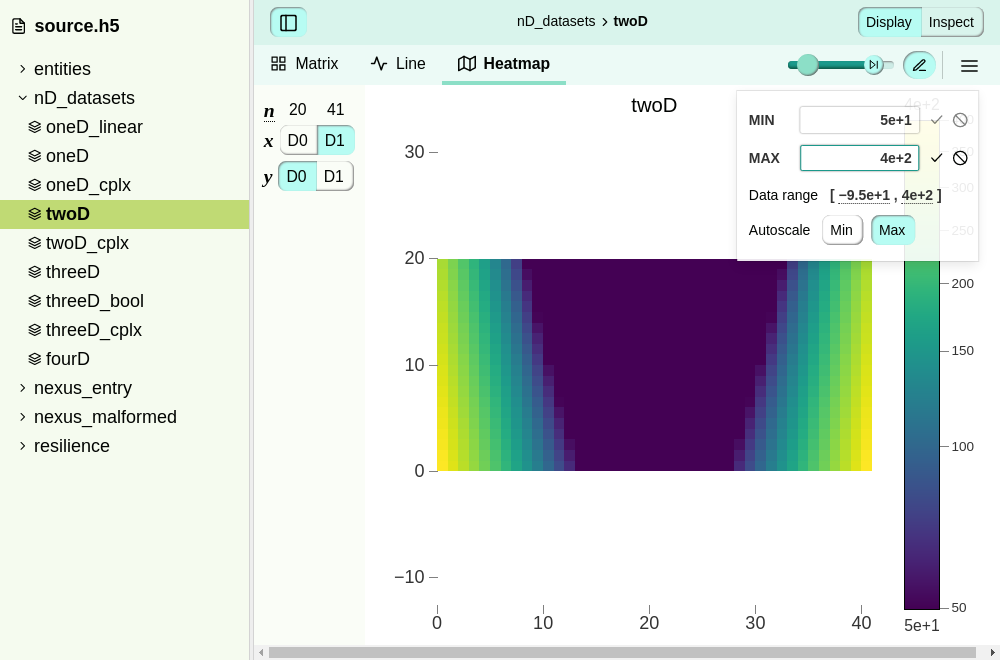 source.h5
entities
nD_datasets
oneD_linear
oneD
oneD_cplx
twoD
twoD_cplx
threeD
threeD_bool
threeD_cplx
fourD
nexus_entry
nexus_malformed
resilience
nD_datasets > twoD
Display Inspect
Matrix Line Heatmap
n 20 41
x D0 D1
y D0 D1
twoD
4e+2
MIN 5e+1
MAX 4e+2
Data range [ −9.5e+1 , 4e+2 ]
Autoscale Min Max
30
20
10
0
−10
0 10 20 30 40
300
250
200
150
100
50
5e+1